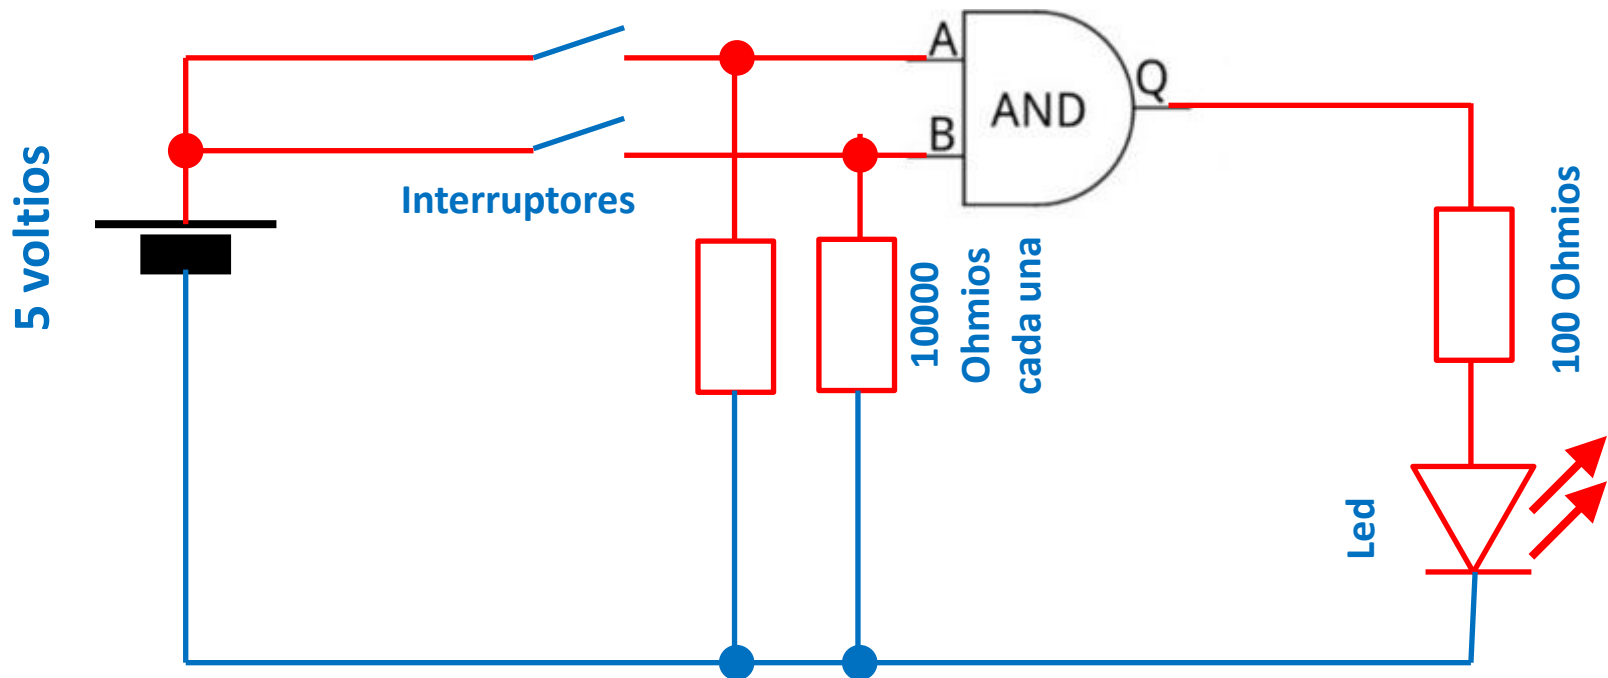 A
B
AND
Q
5 voltios
Interruptores
10000
Ohmios
cada una
100 Ohmios
Led